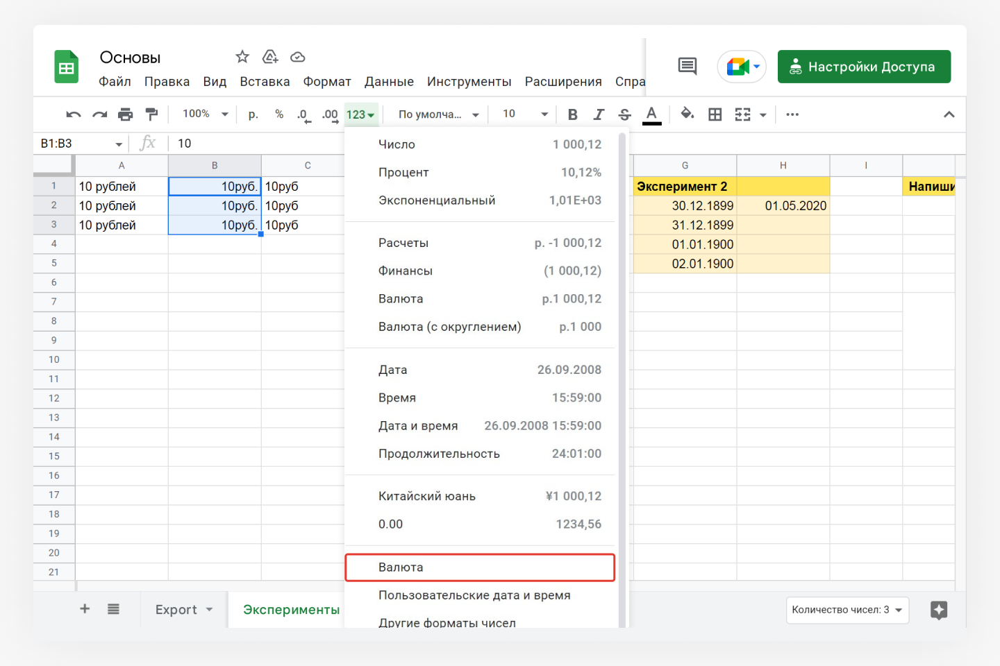 Основы
Файл Правка Вид Вставка Формат Данные Инструменты Расширения Спра
Настройки Доступа
100% р. % .0 .00 123 По умолча... 10 B I S A
B1:B3 fx 10
A B C G H I
1 10 рублей 10руб. 10руб Эксперимент 2 Напиши
2 10 рублей 10руб. 10руб 30.12.1899 01.05.2020
3 10 рублей 10руб. 10руб 31.12.1899
4 01.01.1900
5 02.01.1900
6
7
8
9
10
11
12
13
14
15
16
17
18
19
20
21
Число 1 000,12
Процент 10,12%
Экспоненциальный 1,01E+03
Расчеты р. -1 000,12
Финансы (1 000,12)
Валюта р.1 000,12
Валюта (с округлением) р.1 000
Дата 26.09.2008
Время 15:59:00
Дата и время 26.09.2008 15:59:00
Продолжительность 24:01:00
Китайский юань ¥1 000,12
0.00 1234,56
Валюта
Пользовательские дата и время
Другие форматы чисел
+ Export Эксперименты Количество чисел: 3